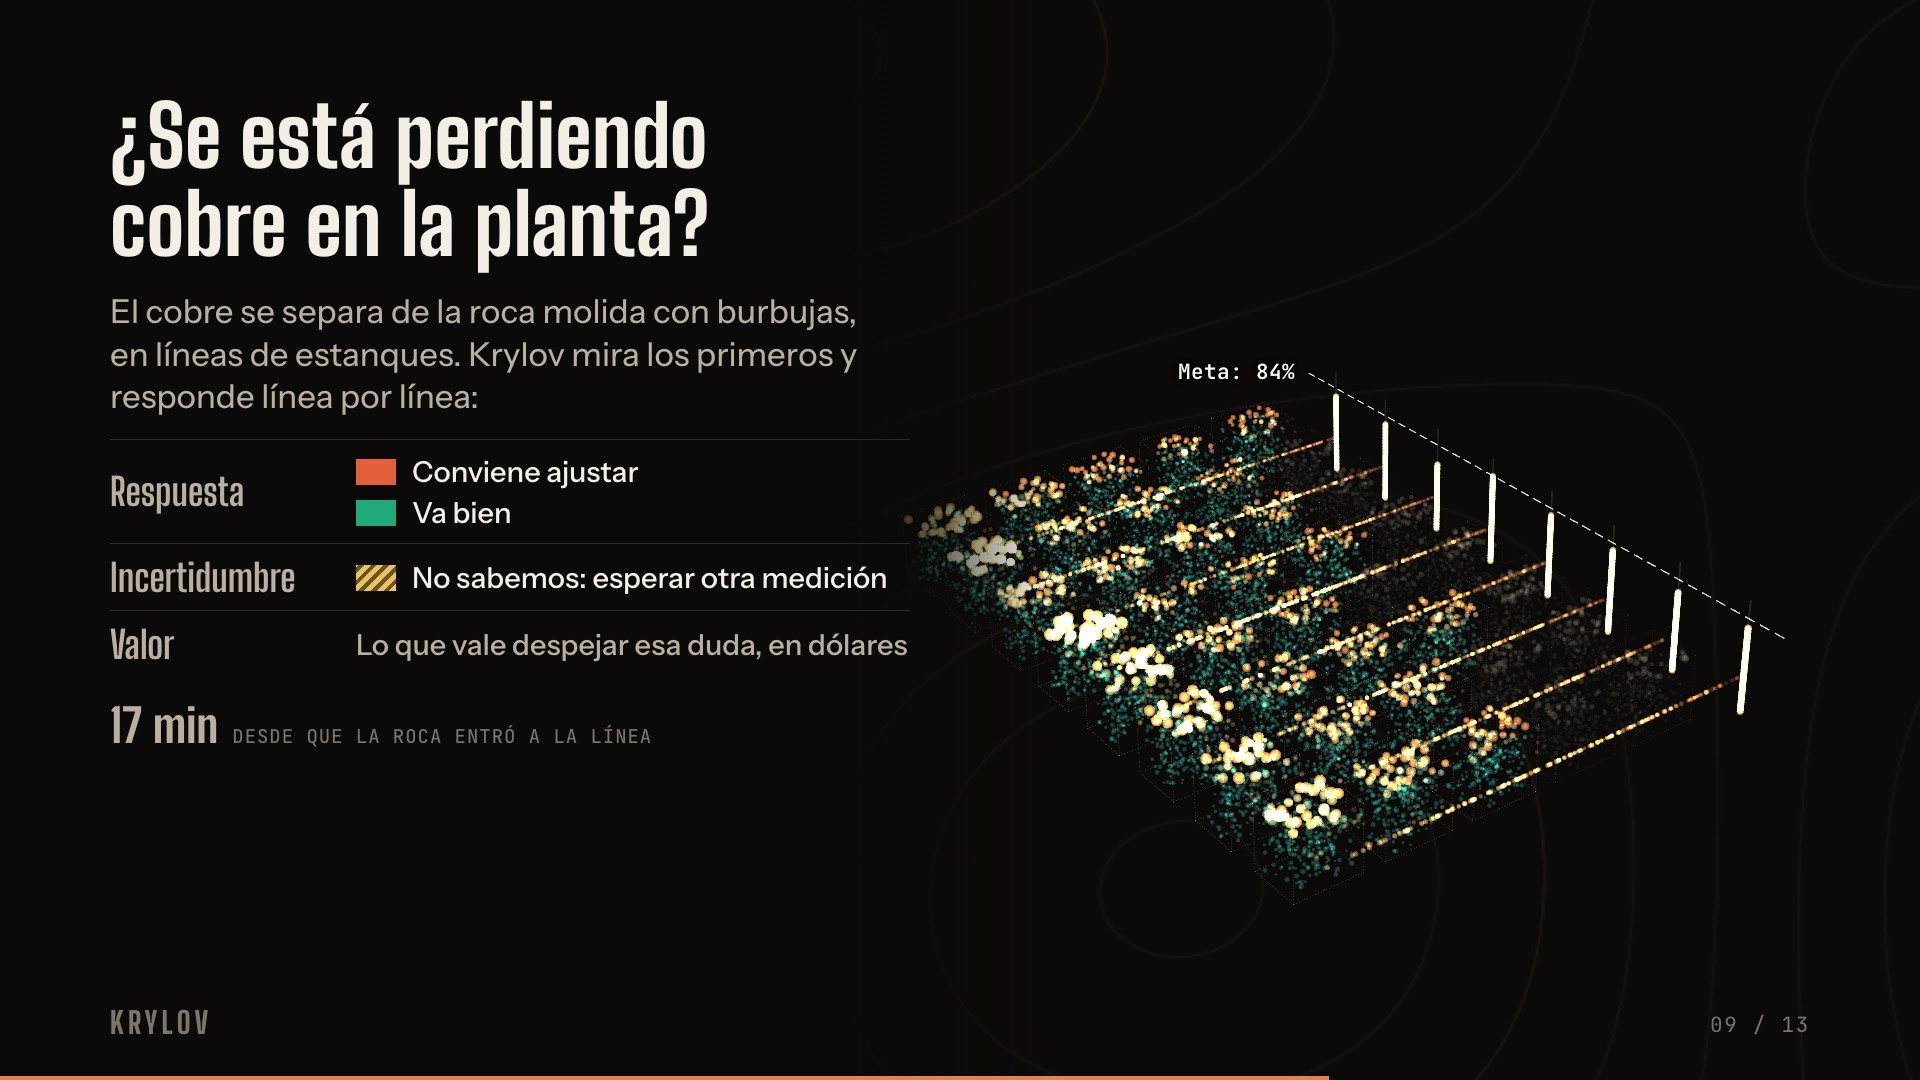 ¿Se está perdiendo
cobre en la planta?
El cobre se separa de la roca molida con burbujas,
en líneas de estanques. Krylov mira los primeros y
responde línea por línea:
Respuesta
Conviene ajustar
Va bien
Incertidumbre
No sabemos: esperar otra medición
Valor
Lo que vale despejar esa duda, en dólares
17 min DESDE QUE LA ROCA ENTRÓ A LA LÍNEA
Meta: 84%
KRYLOV
09 / 13